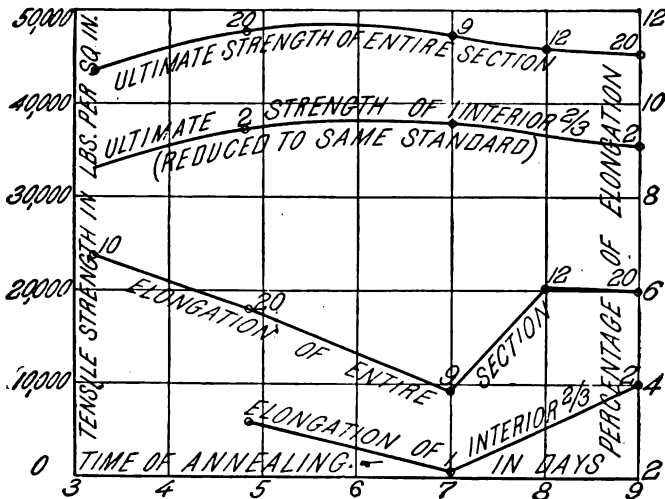 50,000
40,000
30,000
20,000
10,000
0
TENSILE STRENGTH IN LBS. PER SQ. IN.
12
10
8
6
4
2
PERCENTAGE OF ELONGATION
20
9
12
20
ULTIMATE STRENGTH OF ENTIRE SECTION
2
1
2
ULTIMATE STRENGTH OF INTERIOR 2/3
(REDUCED TO SAME STANDARD)
10
20
9
12
20
ELONGATION OF ENTIRE SECTION
1
2
ELONGATION OF INTERIOR 2/3
TIME OF ANNEALING.— IN DAYS
3 4 5 6 7 8 9